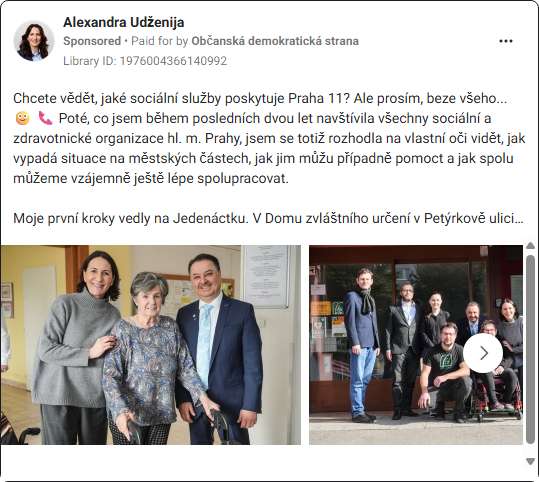 Alexandra Udženija
Sponsored • Paid for by Občanská demokratická strana
Library ID: 1976004366140992
Chcete vědět, jaké sociální služby poskytuje Praha 11? Ale prosím, beze všeho...
Poté, co jsem během posledních dvou let navštívila všechny sociální a
zdravotnické organizace hl. m. Prahy, jsem se totiž rozhodla na vlastní oči vidět, jak
vypadá situace na městských částech, jak jim můžu případně pomoct a jak spolu
můžeme vzájemně ještě lépe spolupracovat.
Moje první kroky vedly na Jedenáctku. V Domu zvláštního určení v Petýrkově ulici...